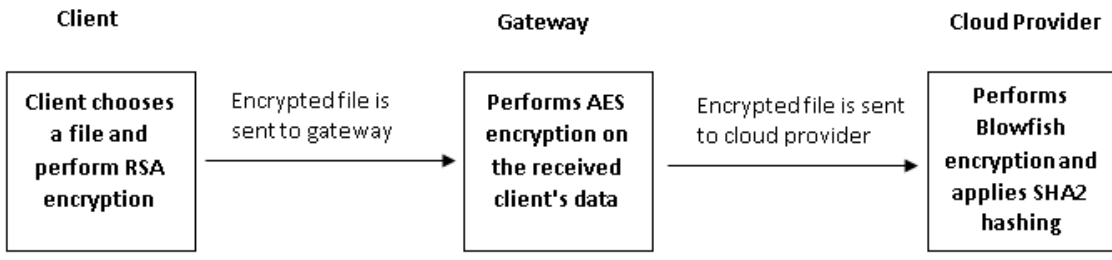 Client
Gateway
Cloud Provider
Client chooses
a file and
perform RSA
encryption
Encrypted file is
sent to gateway
Performs AES
encryption on
the received
client's data
Encrypted file is sent
to cloud provider
Performs
Blowfish
encryption and
applies SHA2
hashing